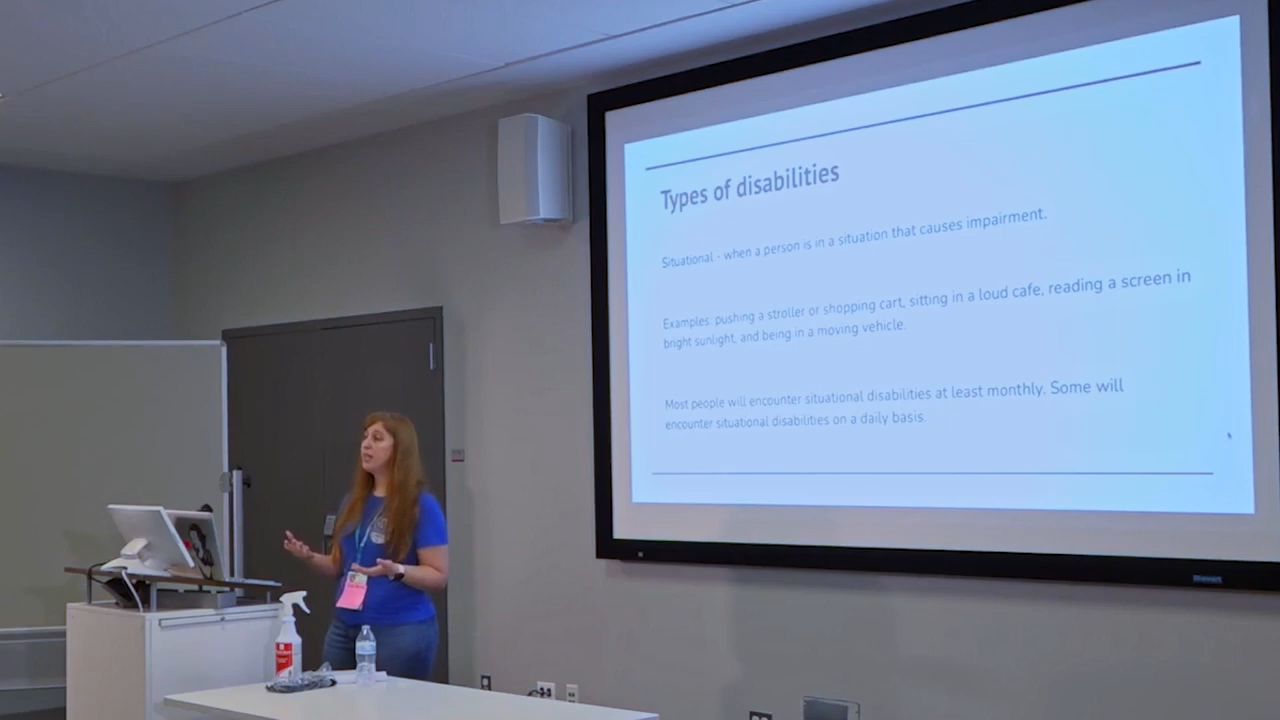 Types of disabilities
Situational - when a person is in a situation that causes impairment.
Examples: pushing a stroller or shopping cart, sitting in a loud cafe, reading a screen in
bright sunlight, and being in a moving vehicle.
Most people will encounter situational disabilities at least monthly. Some will
encounter situational disabilities on a daily basis.
Stewart